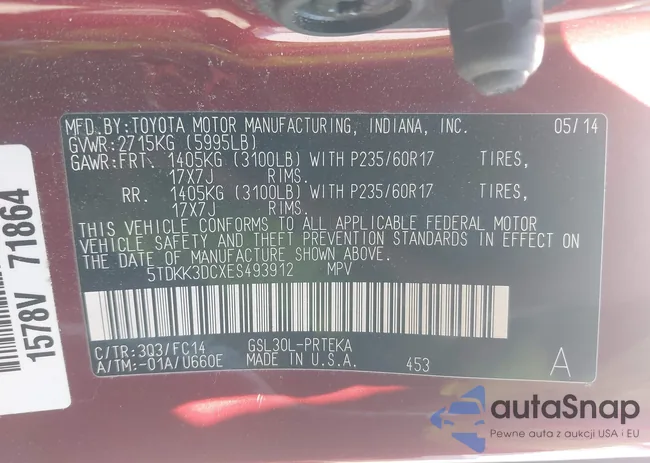 MFD.BY:TOYOTA MOTOR MANUFACTURING, INDIANA, INC. 05/14
GVWR:2715KG (5995LB)
GAWR:FRT. 1405KG (3100LB) WITH P235/60R17 TIRES,
17X7J RIMS.
RR. 1405KG (3100LB) WITH P235/60R17 TIRES,
17X7J RIMS.
THIS VEHICLE CONFORMS TO ALL APPLICABLE FEDERAL MOTOR
VEHICLE SAFETY AND THEFT PREVENTION STANDARDS IN EFFECT ON
THE DATE OF MANUFACTURE SHOWN ABOVE.
5TDKK3DCXES493912 MPV
C/TR:3Q3/FC14 GSL30L-PRTEKA
A/TM:-01A/U660E MADE IN U.S.A. 453 A
1578V 71864
autaSnap
Pewne auta z aukcji USA i EU